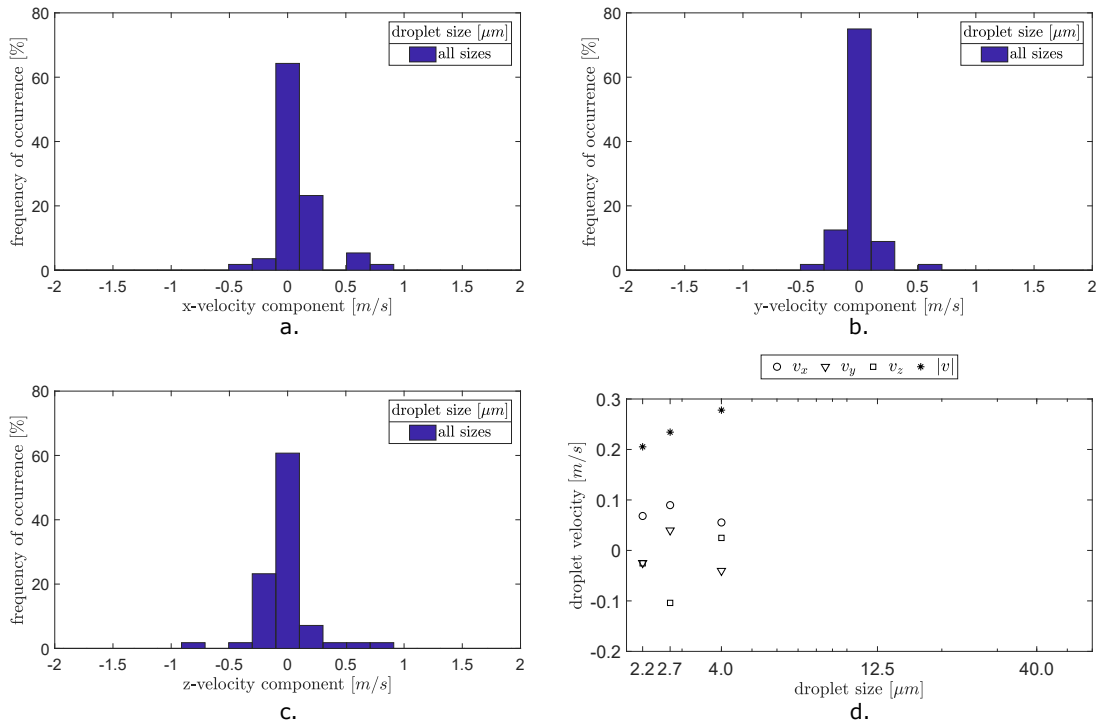 80
60
40
20
0
frequency of occurrence [%]
droplet size [μm]
all sizes
-2 -1.5 -1 -0.5 0 0.5 1 1.5 2
x-velocity component [m/s]
a.
80
60
40
20
0
frequency of occurrence [%]
droplet size [μm]
all sizes
-2 -1.5 -1 -0.5 0 0.5 1 1.5 2
y-velocity component [m/s]
b.
80
60
40
20
0
frequency of occurrence [%]
droplet size [μm]
all sizes
-2 -1.5 -1 -0.5 0 0.5 1 1.5 2
z-velocity component [m/s]
c.
v_x v_y v_z |v|
0.3
0.2
0.1
0
-0.1
-0.2
droplet velocity [m/s]
2.2 2.7 4.0 12.5 40.0
droplet size [μm]
d.